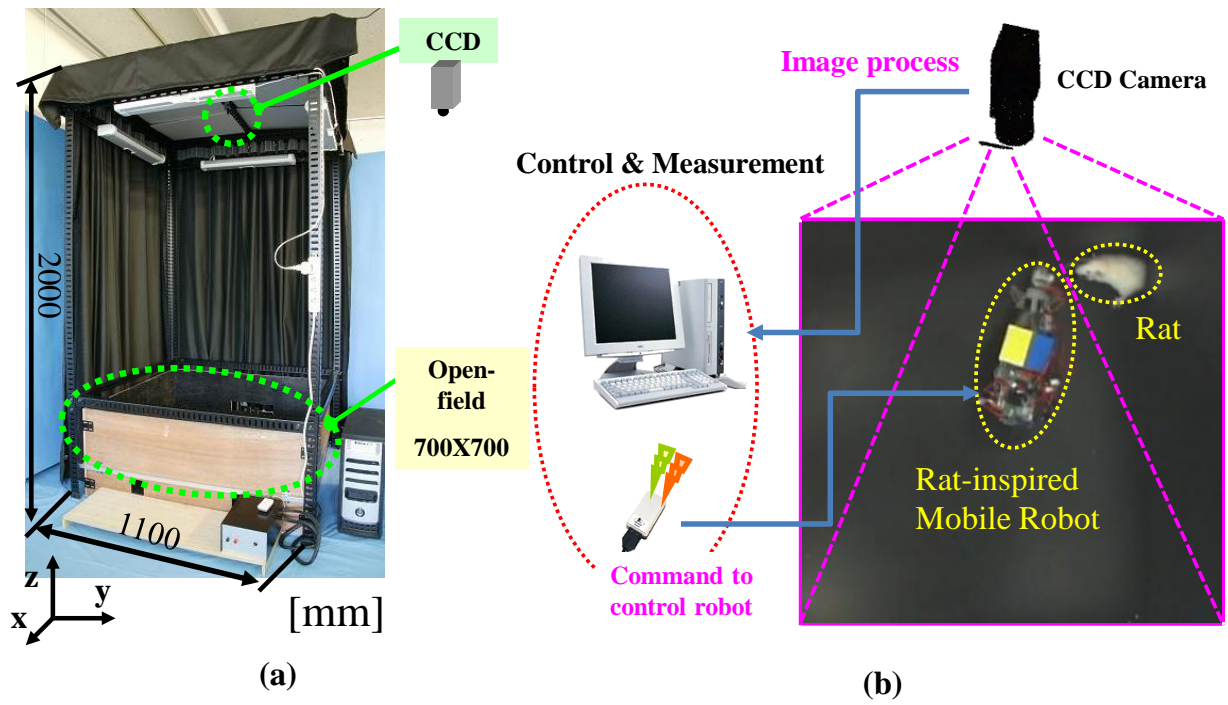 CCD
2000
Open-
field
700X700
1100
z
y
x
[mm]
(a)
Image process
CCD Camera
Control & Measurement
Rat
Rat-inspired
Mobile Robot
Command to
control robot
(b)